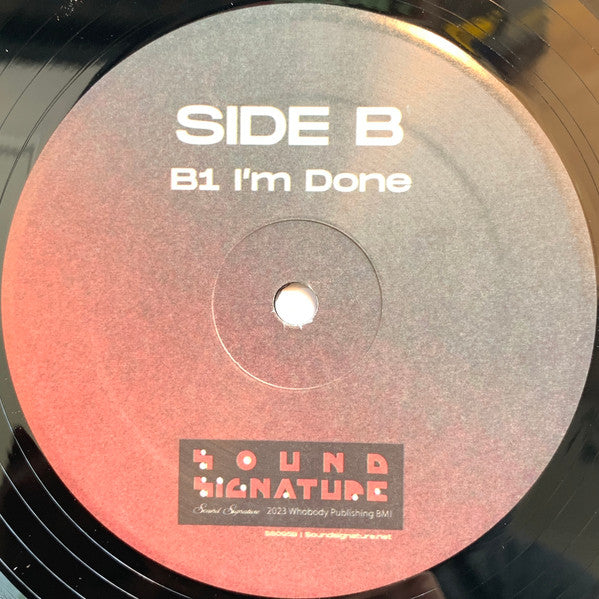 SIDE B
B1 I'm Done
SOUND
SIGNATURE
Sound Signature 2023 Whobody Publishing BMI
| Soundsignature.net